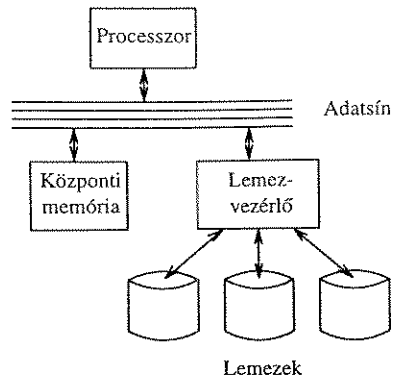 Processzor
Adatsín
Központi
memória
Lemez-
vezérlő
Lemezek